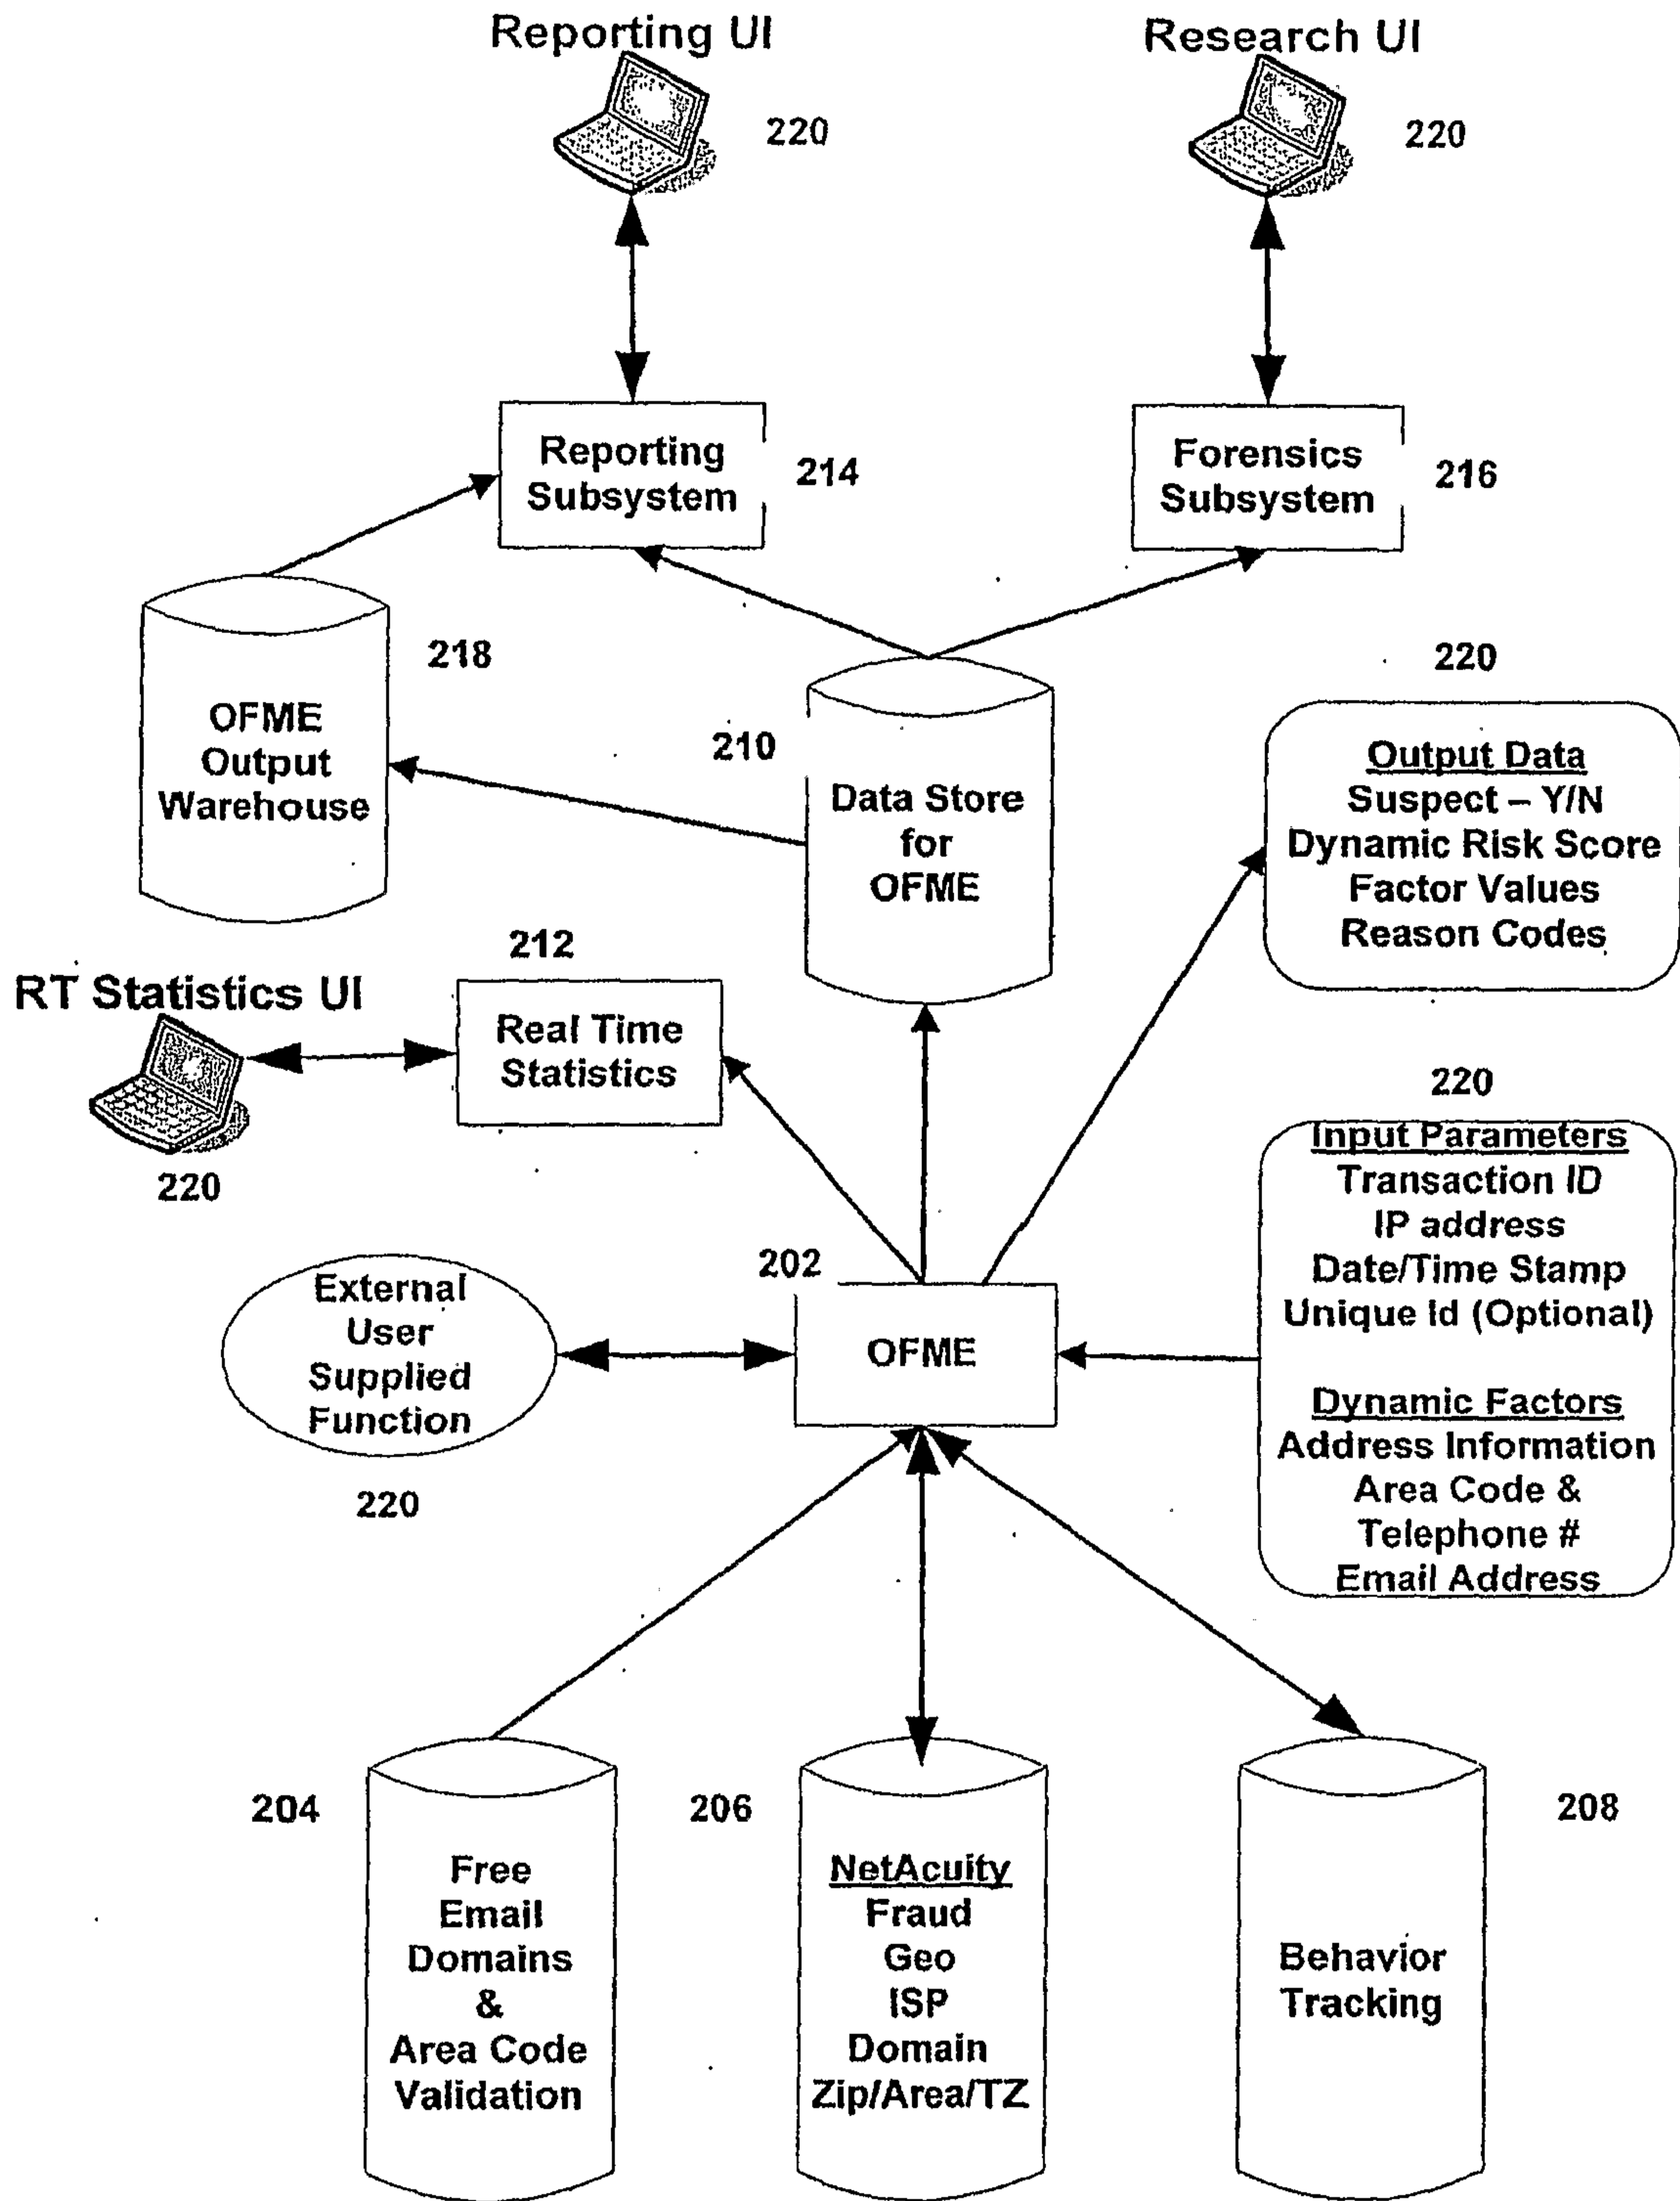 Reporting UI
Research UI
220
220
Reporting
Subsystem
214
Forensics
Subsystem
216
218
OFME
Output
Warehouse
210
Data Store
for
OFME
220
Output Data
Suspect – Y/N
Dynamic Risk Score
Factor Values
Reason Codes
212
RT Statistics UI
Real Time
Statistics
220
220
Input Parameters
Transaction ID
IP address
Date/Time Stamp
Unique Id (Optional)
Dynamic Factors
Address Information
Area Code &
Telephone #
Email Address
202
OFME
External
User
Supplied
Function
220
204
Free
Email
Domains
&
Area Code
Validation
206
NetAcuity
Fraud
Geo
ISP
Domain
Zip/Area/TZ
208
Behavior
Tracking